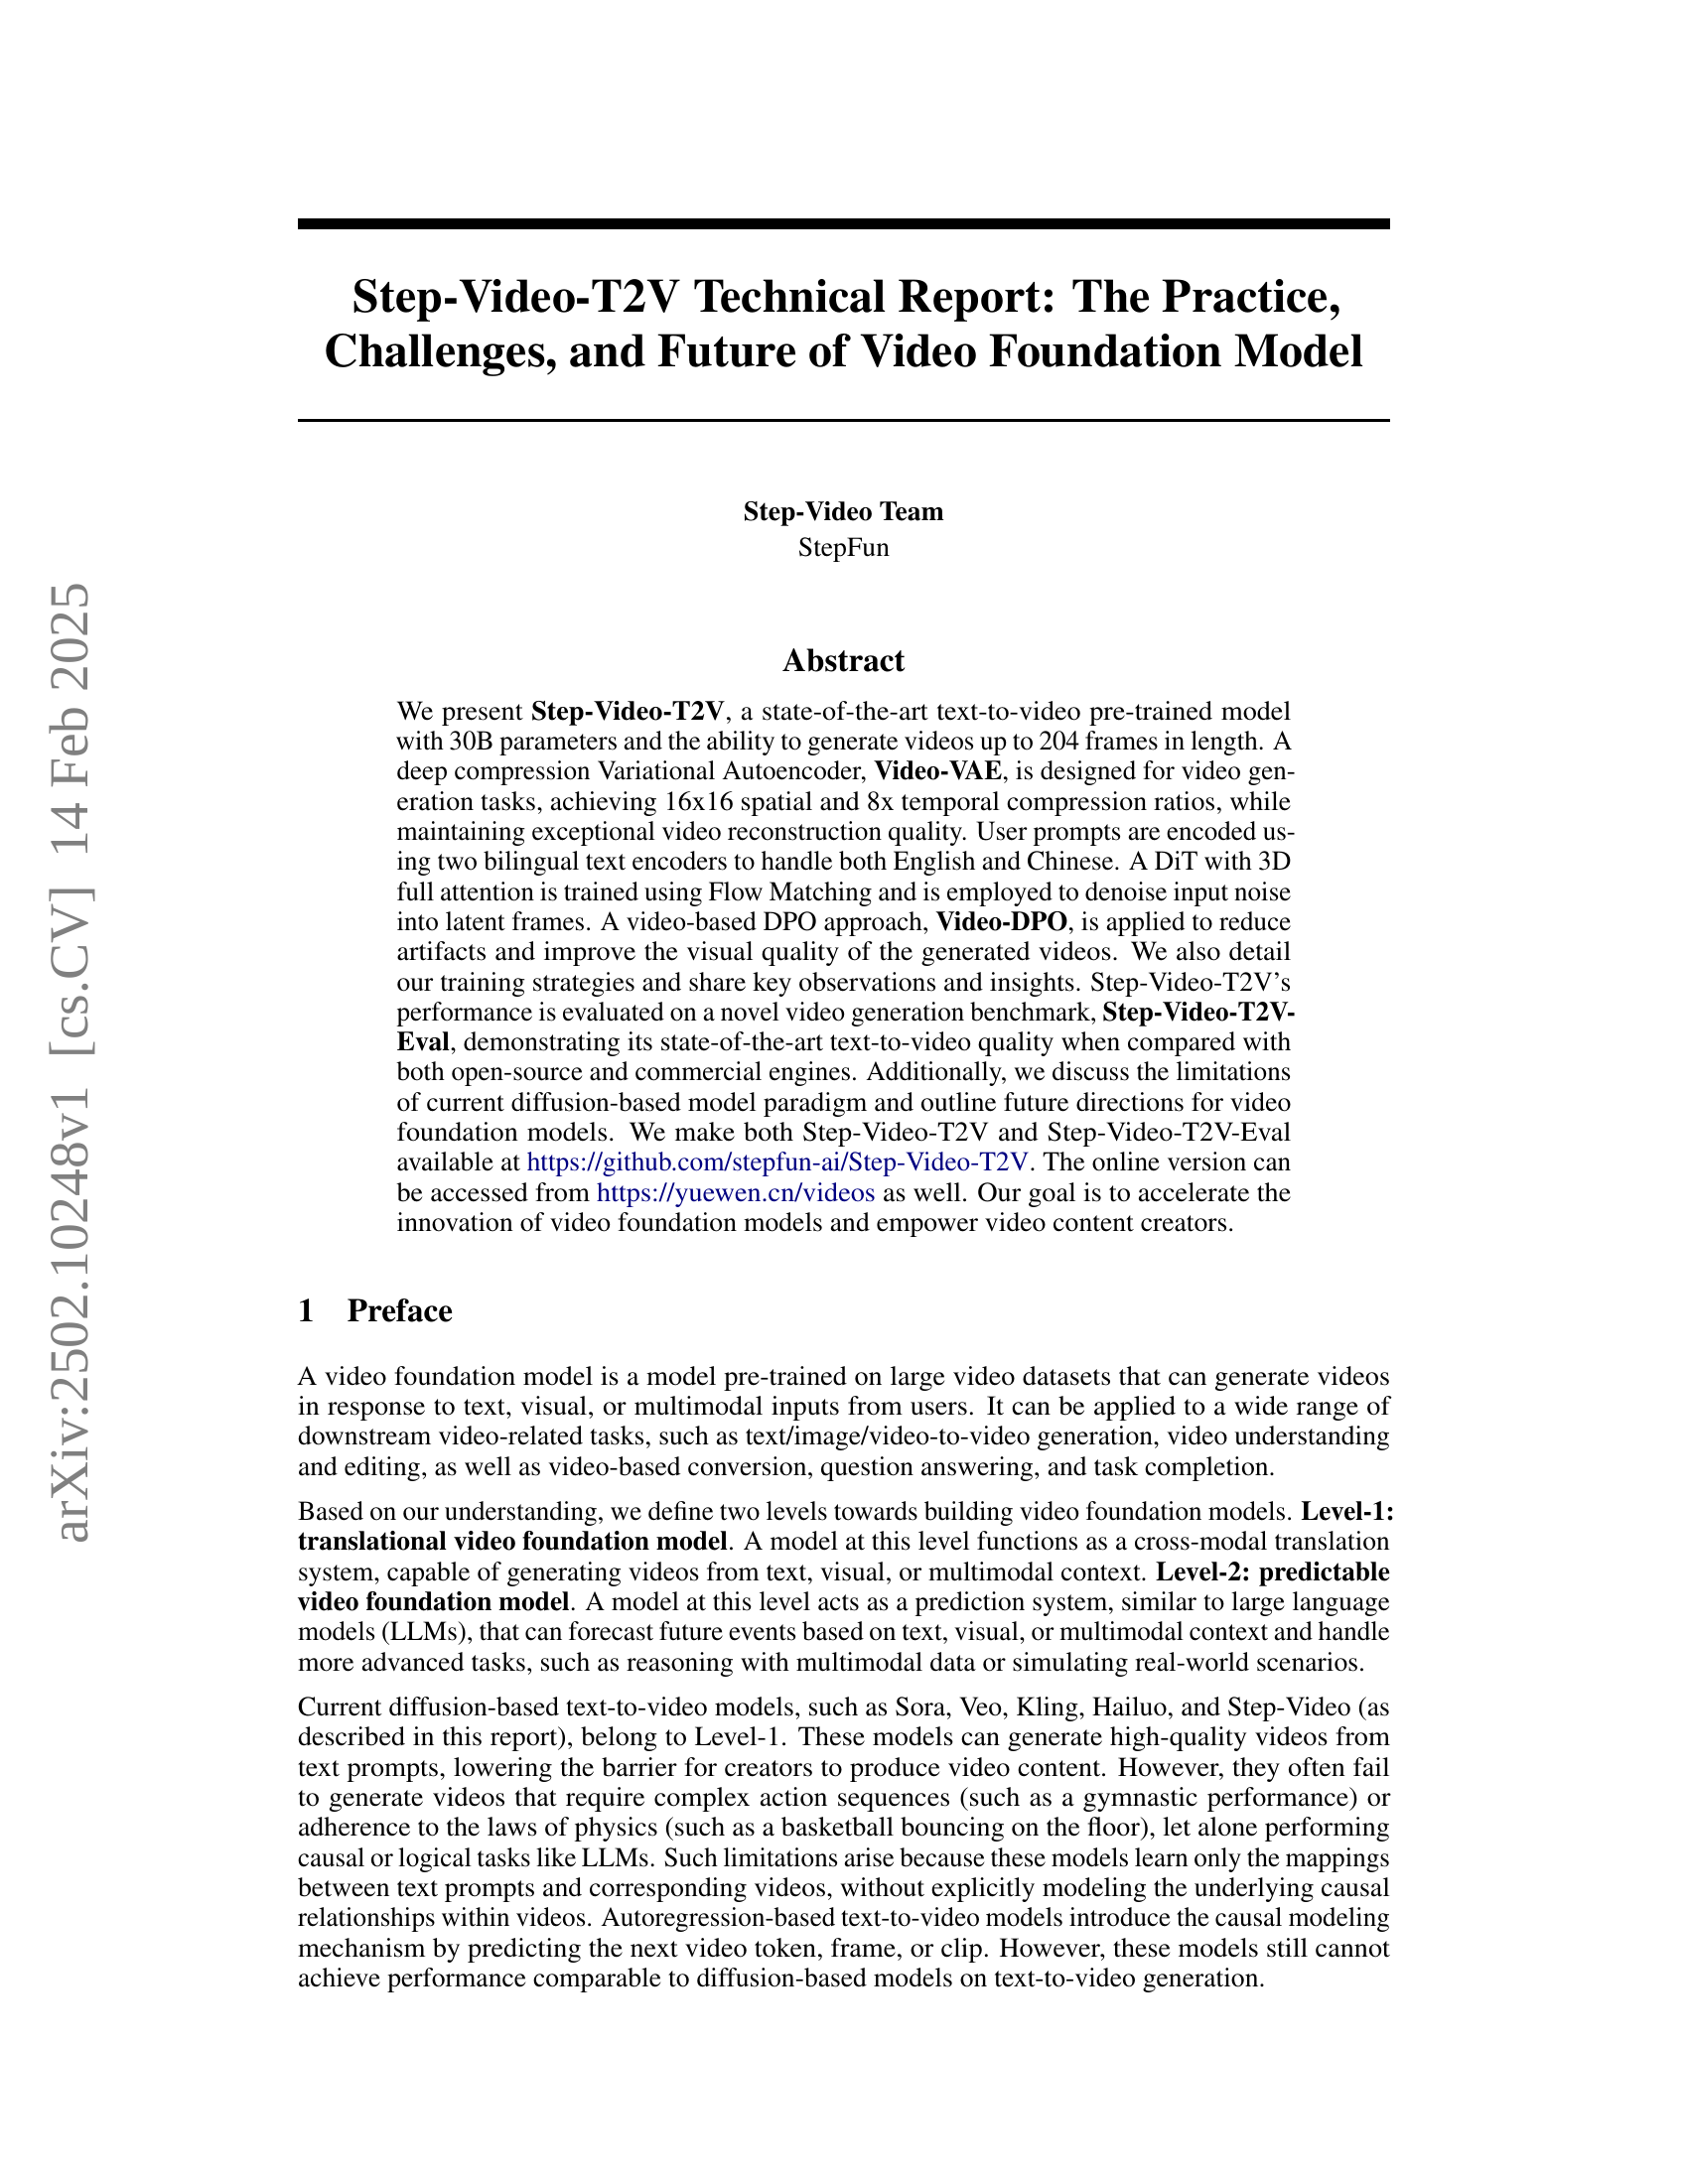 arXiv:2502.10248v1 [cs.CV] 14 Feb 2025
Step-Video-T2V Technical Report: The Practice,
Challenges, and Future of Video Foundation Model
Step-Video Team
StepFun
Abstract
We present Step-Video-T2V, a state-of-the-art text-to-video pre-trained model
with 30B parameters and the ability to generate videos up to 204 frames in length. A
deep compression Variational Autoencoder, Video-VAE, is designed for video gen-
eration tasks, achieving 16x16 spatial and 8x temporal compression ratios, while
maintaining exceptional video reconstruction quality. User prompts are encoded us-
ing two bilingual text encoders to handle both English and Chinese. A DiT with 3D
full attention is trained using Flow Matching and is employed to denoise input noise
into latent frames. A video-based DPO approach, Video-DPO, is applied to reduce
artifacts and improve the visual quality of the generated videos. We also detail
our training strategies and share key observations and insights. Step-Video-T2V's
performance is evaluated on a novel video generation benchmark, Step-Video-T2V-
Eval, demonstrating its state-of-the-art text-to-video quality when compared with
both open-source and commercial engines. Additionally, we discuss the limitations
of current diffusion-based model paradigm and outline future directions for video
foundation models. We make both Step-Video-T2V and Step-Video-T2V-Eval
available at https://github.com/stepfun-ai/Step-Video-T2V. The online version can
be accessed from https://yuewen.cn/videos as well. Our goal is to accelerate the
innovation of video foundation models and empower video content creators.
1 Preface
A video foundation model is a model pre-trained on large video datasets that can generate videos
in response to text, visual, or multimodal inputs from users. It can be applied to a wide range of
downstream video-related tasks, such as text/image/video-to-video generation, video understanding
and editing, as well as video-based conversion, question answering, and task completion.
Based on our understanding, we define two levels towards building video foundation models. Level-1:
translational video foundation model. A model at this level functions as a cross-modal translation
system, capable of generating videos from text, visual, or multimodal context. Level-2: predictable
video foundation model. A model at this level acts as a prediction system, similar to large language
models (LLMs), that can forecast future events based on text, visual, or multimodal context and handle
more advanced tasks, such as reasoning with multimodal data or simulating real-world scenarios.
Current diffusion-based text-to-video models, such as Sora, Veo, Kling, Hailuo, and Step-Video (as
described in this report), belong to Level-1. These models can generate high-quality videos from
text prompts, lowering the barrier for creators to produce video content. However, they often fail
to generate videos that require complex action sequences (such as a gymnastic performance) or
adherence to the laws of physics (such as a basketball bouncing on the floor), let alone performing
causal or logical tasks like LLMs. Such limitations arise because these models learn only the mappings
between text prompts and corresponding videos, without explicitly modeling the underlying causal
relationships within videos. Autoregression-based text-to-video models introduce the causal modeling
mechanism by predicting the next video token, frame, or clip. However, these models still cannot
achieve performance comparable to diffusion-based models on text-to-video generation.